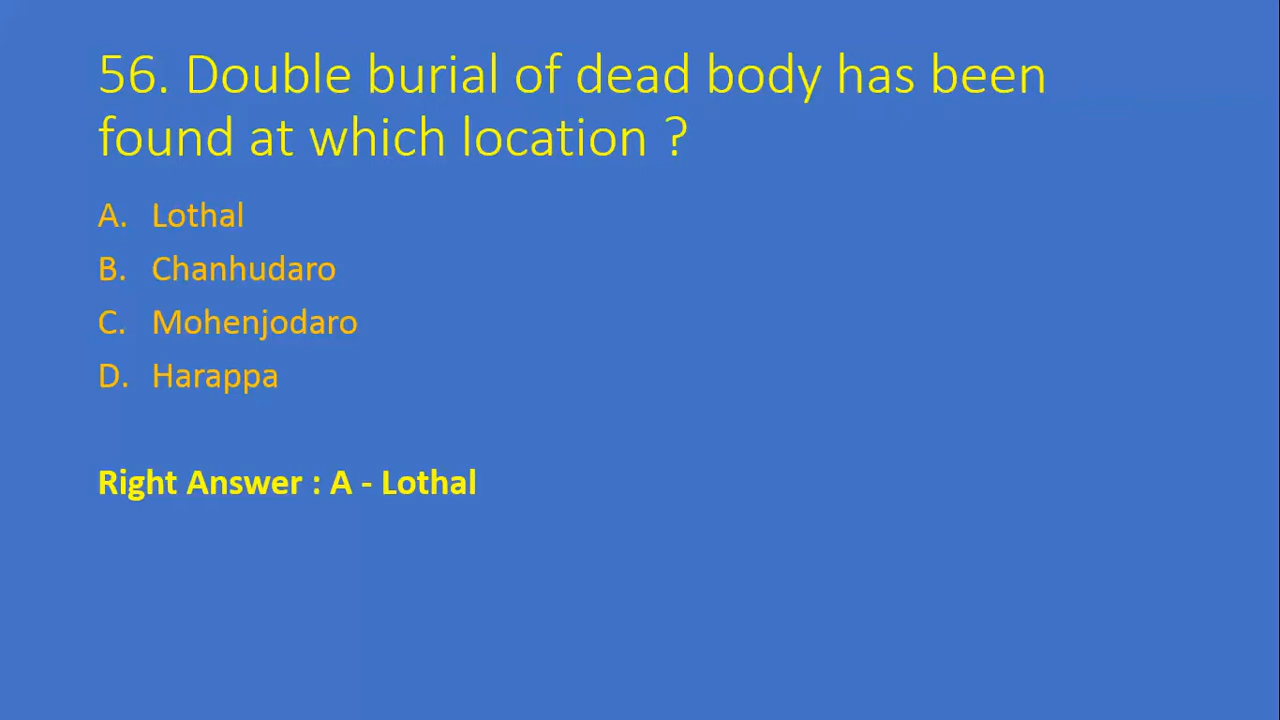 56. Double burial of dead body has been
found at which location ?
A. Lothal
B. Chanhudaro
C. Mohenjodaro
D. Harappa
Right Answer : A - Lothal